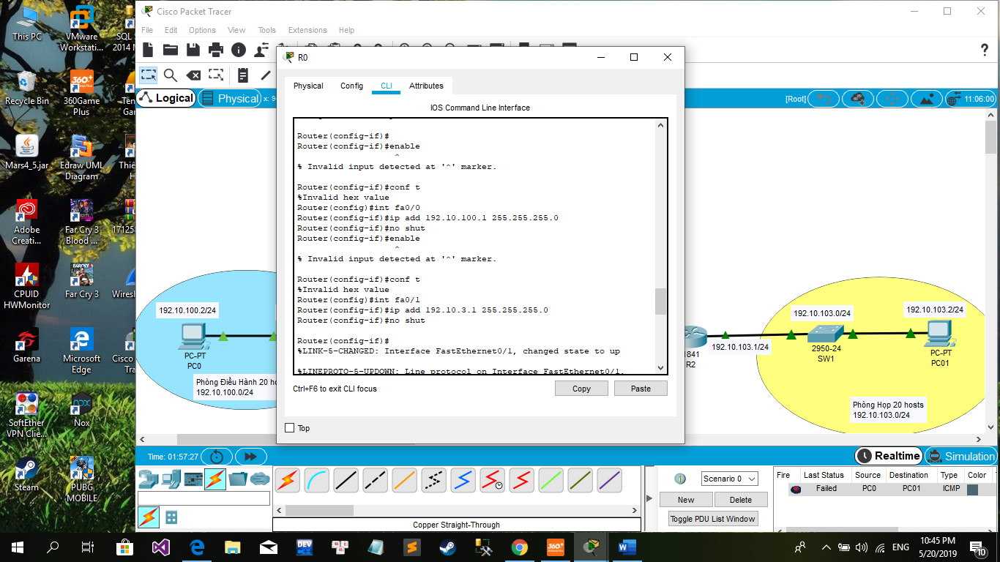 This PC
VMware
Workstati...
SQL S
2014 M
Recycle Bin
360Game
Plus
Ten
Ga
Mars4_5.jar
Edraw UML
Diagram
Thiê
H
Adobe
Creati...
Far Cry 3
Blood ...
17125
CPUID
HWMonitor
Far Cry 3
Wiresh
Garena
Microsoft
Edge
Cisco
Tra
SoftEther
VPN Clie...
Nox
Steam
PUBG
MOBILE
Cisco Packet Tracer
File Edit Options View Tools Extensions Help
Logical
Physical
x: 9
[Root]
11:06:00
R0
Physical Config CLI Attributes
IOS Command Line Interface
Router(config-if)#
Router(config-if)#enable
^
% Invalid input detected at '^' marker.
Router(config-if)#conf t
%Invalid hex value
Router(config)#int fa0/0
Router(config-if)#ip add 192.10.100.1 255.255.255.0
Router(config-if)#no shut
Router(config-if)#enable
^
% Invalid input detected at '^' marker.
Router(config-if)#conf t
%Invalid hex value
Router(config)#int fa0/1
Router(config-if)#ip add 192.10.3.1 255.255.255.0
Router(config-if)#no shut
Router(config-if)#
%LINK-5-CHANGED: Interface FastEthernet0/1, changed state to up
%LINEPROTO-5-UPDOWN: Line protocol on Interface FastEthernet0/1,
Ctrl+F6 to exit CLI focus
Copy
Paste
Top
192.10.100.2/24
PC-PT
PC0
Phòng Điều Hành 20 ho
192.10.100.0/24
1841
R2
192.10.103.1/24
192.10.103.0/24
2950-24
SW1
192.10.103.2/24
PC-PT
PC01
Phòng Họp 20 hosts
192.10.103.0/24
Time: 01:57:27
Realtime
Simulation
Copper Straight-Through
Scenario 0
New
Delete
Toggle PDU List Window
Fire Last Status Source Destination Type Color
Failed PC0 PC01 ICMP
ENG
10:45 PM
5/20/2019
10